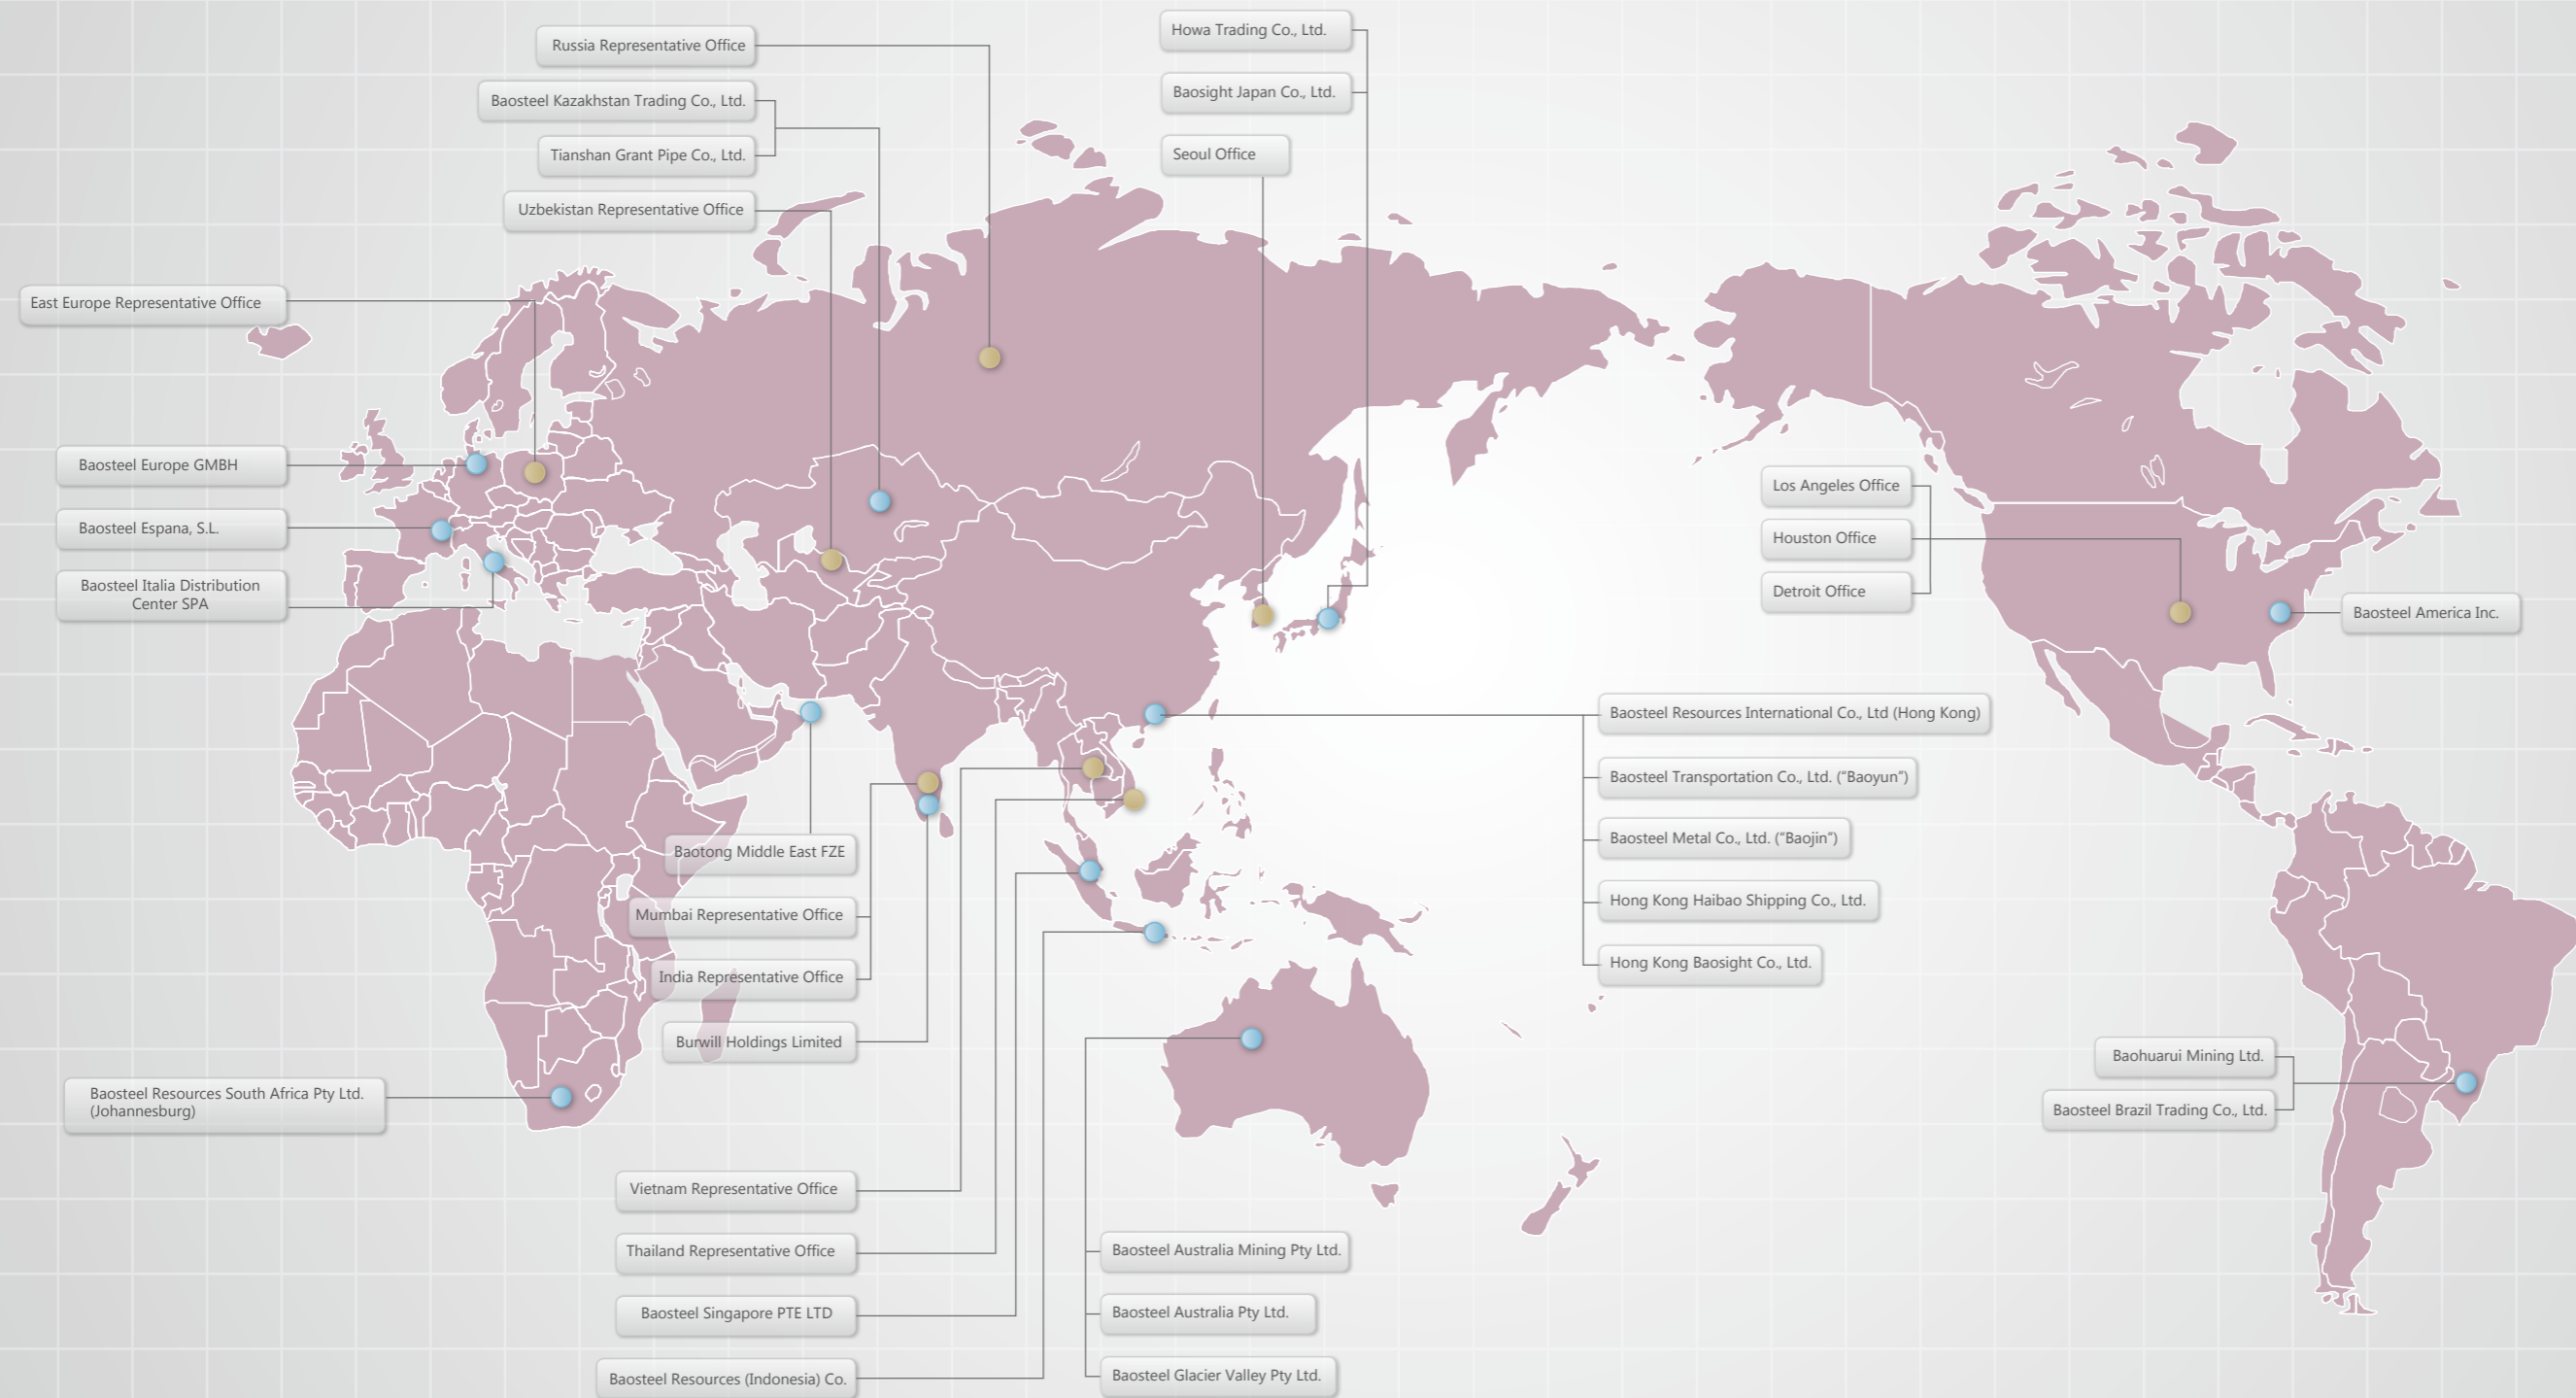 Russia Representative Office
Baosteel Kazakhstan Trading Co., Ltd.
Tianshan Grant Pipe Co., Ltd.
Uzbekistan Representative Office
East Europe Representative Office
Baosteel Europe GMBH
Baosteel Espana, S.L.
Baosteel Italia Distribution
Center SPA
Howa Trading Co., Ltd.
Baosight Japan Co., Ltd.
Seoul Office
Los Angeles Office
Houston Office
Detroit Office
Baosteel America Inc.
Baosteel Resources International Co., Ltd (Hong Kong)
Baosteel Transportation Co., Ltd. (“Baoyun”)
Baosteel Metal Co., Ltd. (“Baojin”)
Hong Kong Haibao Shipping Co., Ltd.
Hong Kong Baosight Co., Ltd.
Baotong Middle East FZE
Mumbai Representative Office
India Representative Office
Burwill Holdings Limited
Baosteel Resources South Africa Pty Ltd.
(Johannesburg)
Baohuarui Mining Ltd.
Baosteel Brazil Trading Co., Ltd.
Vietnam Representative Office
Thailand Representative Office
Baosteel Singapore PTE LTD
Baosteel Resources (Indonesia) Co.
Baosteel Australia Mining Pty Ltd.
Baosteel Australia Pty Ltd.
Baosteel Glacier Valley Pty Ltd.